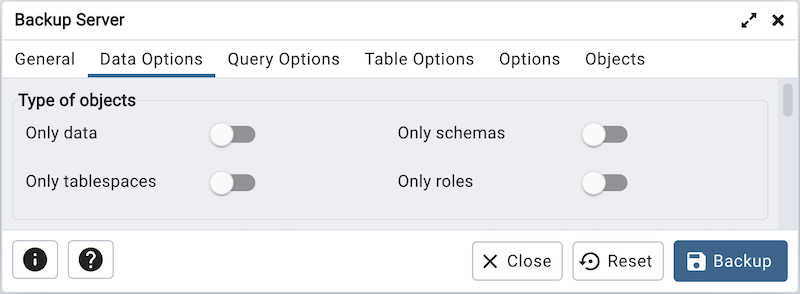 Backup Server
General Data Options Query Options Table Options Options Objects
Type of objects
Only data Only schemas
Only tablespaces Only roles
Close Reset Backup